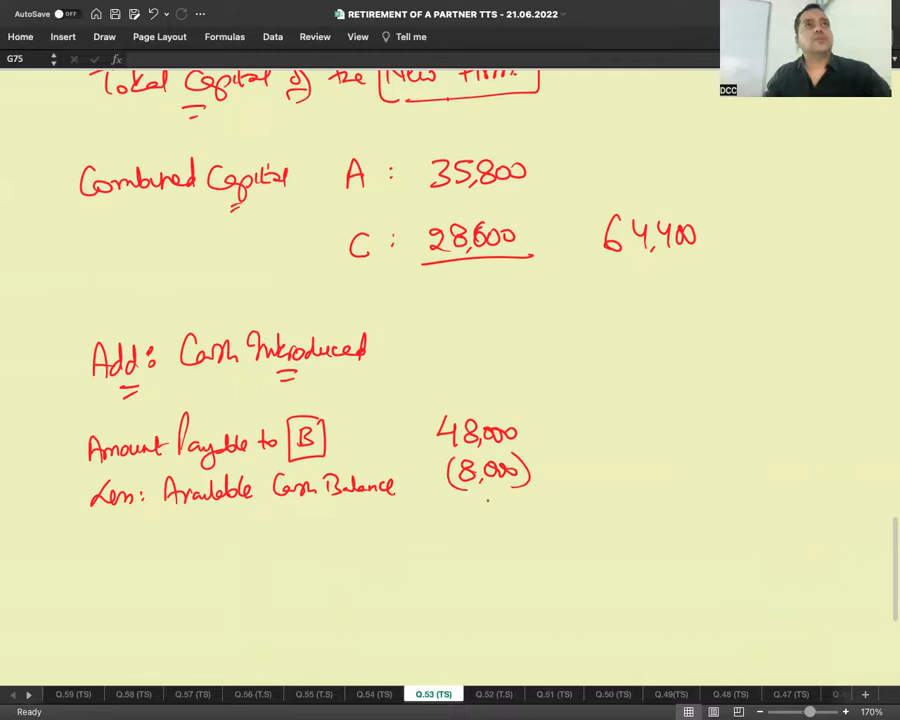 AutoSave OFF RETIREMENT OF A PARTNER TTS - 21.06.2022
Home Insert Draw Page Layout Formulas Data Review View Tell me
G75 fx
DCC
Total Capital of the New Firm
Combined Capital A : 35,800
C : 28,600 64,400
Add: Cash Introduced
Amount Payable to B 48,000
Less: Available Cash Balance (8,000)
Q.59 (TS) Q.58 (TS) Q.57 (TS) Q.56 (T.S) Q.55 (T.S) Q.54 (TS) Q.53 (TS) Q.52 (T.S) Q.51 (TS) Q.50 (TS) Q.49(TS) Q.48 (TS) Q.47 (TS)
Ready 170%